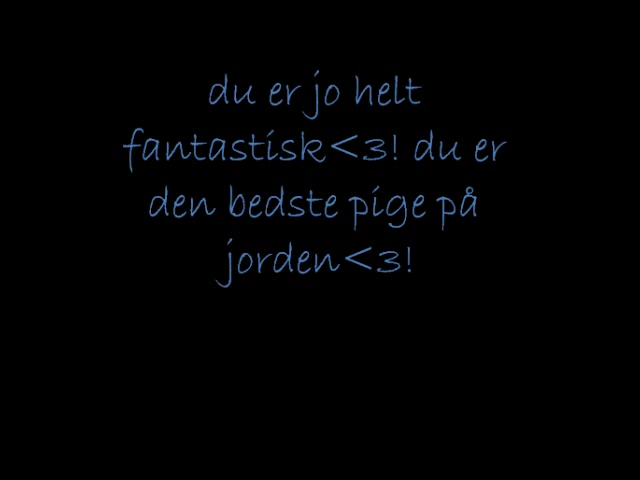 du er jo helt
fantastisk<3! du er
den bedste pige på
jorden<3!